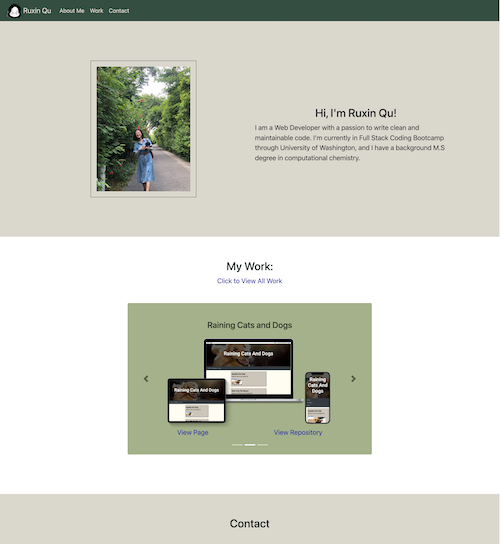 Ruxin Qu About Me Work Contact
Hi, I'm Ruxin Qu!
I am a Web Developer with a passion to write clean and
maintainable code. I'm currently in Full Stack Coding Bootcamp
through University of Washington, and I have a background M.S
degree in computational chemistry.
My Work:
Click to View All Work
Raining Cats and Dogs
Raining Cats And Dogs
Raining Cats And Dogs
Raining
Cats And
Dogs
View Page View Repository
Contact